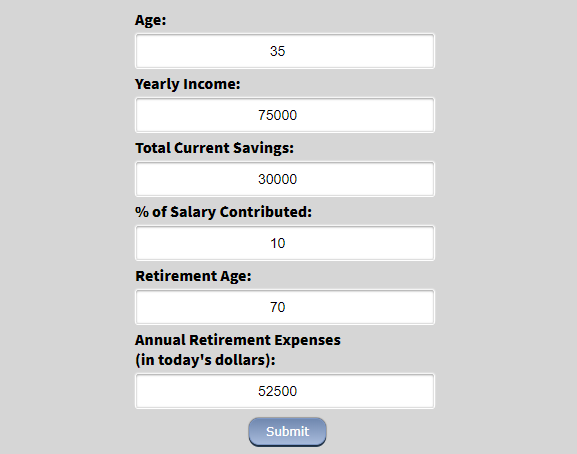 Age:
35
Yearly Income:
75000
Total Current Savings:
30000
% of Salary Contributed:
10
Retirement Age:
70
Annual Retirement Expenses
(in today's dollars):
52500
Submit